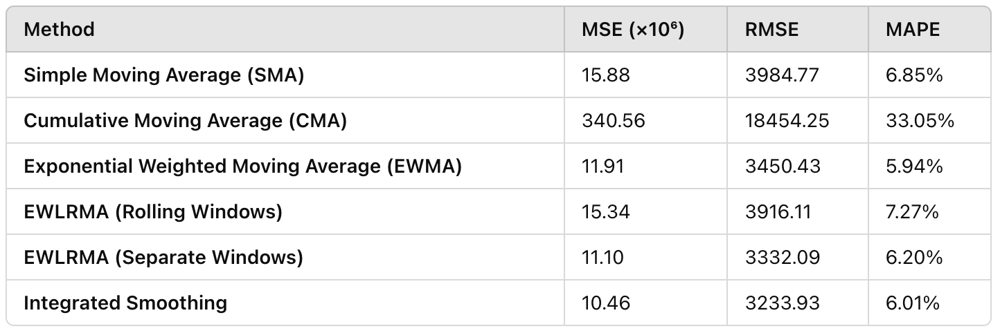 Method MSE (×10⁶) RMSE MAPE
Simple Moving Average (SMA) 15.88 3984.77 6.85%
Cumulative Moving Average (CMA) 340.56 18454.25 33.05%
Exponential Weighted Moving Average (EWMA) 11.91 3450.43 5.94%
EWLRMA (Rolling Windows) 15.34 3916.11 7.27%
EWLRMA (Separate Windows) 11.10 3332.09 6.20%
Integrated Smoothing 10.46 3233.93 6.01%